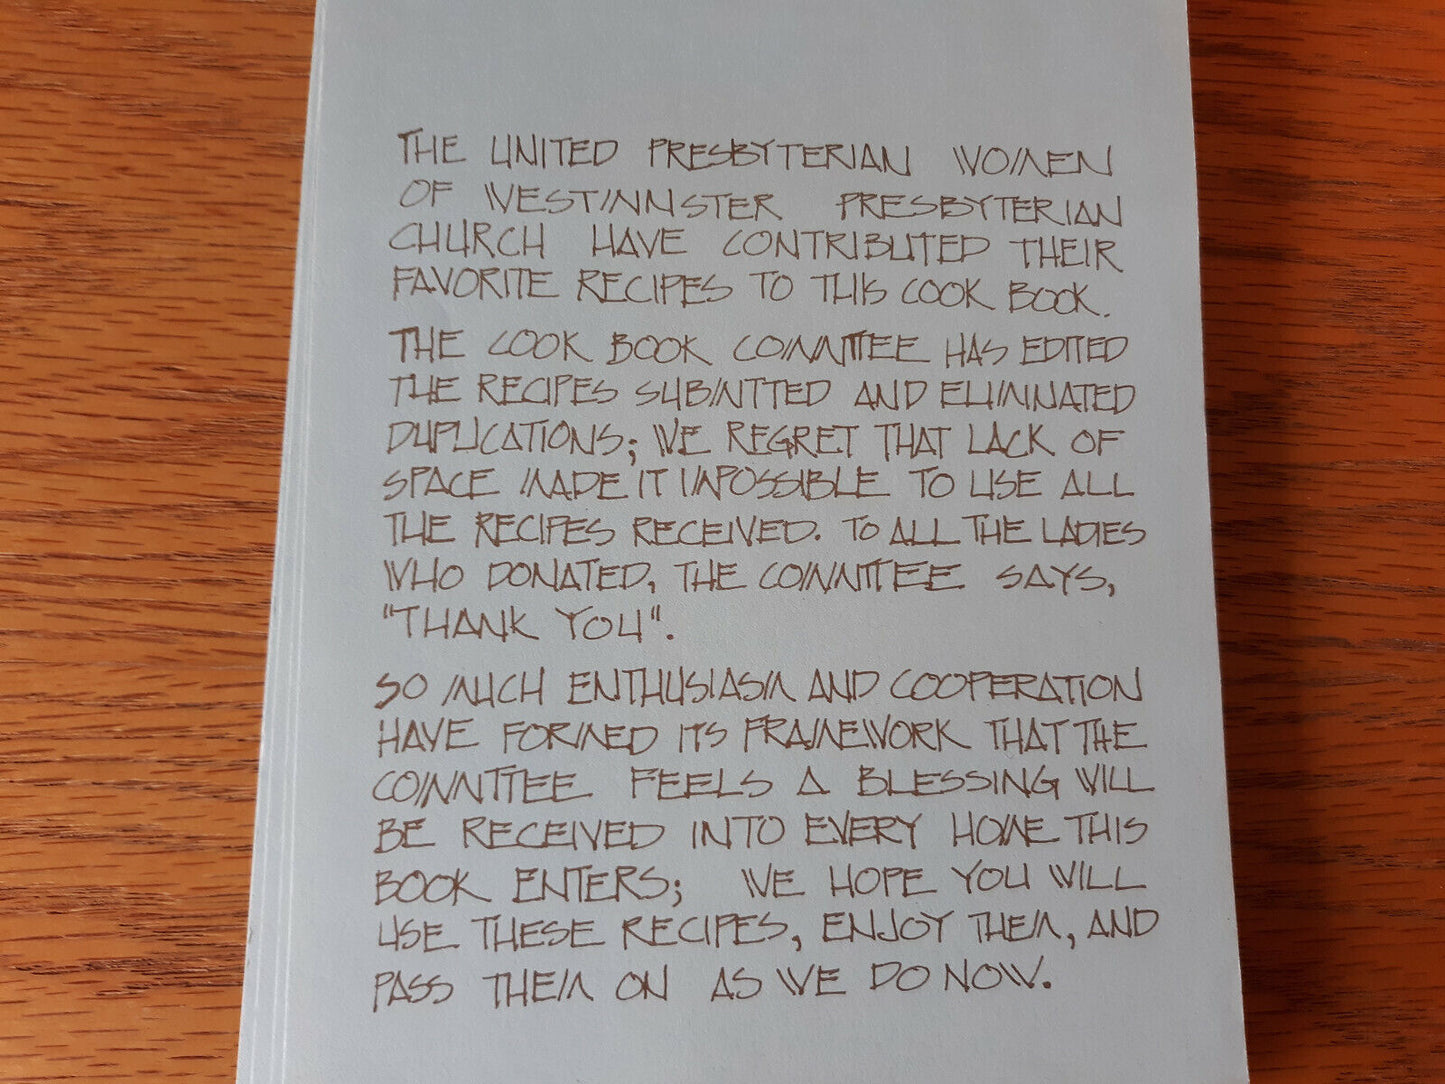 THE UNITED PRESBYTERIAN WOMEN
OF WESTMINSTER PRESBYTERIAN
CHURCH HAVE CONTRIBUTED THEIR
FAVORITE RECIPES TO THIS COOK BOOK.
THE COOK BOOK COMMITTEE HAS EDITED
THE RECIPES SUBMITTED AND ELIMINATED
DUPLICATIONS; WE REGRET THAT LACK OF
SPACE MADE IT IMPOSSIBLE TO USE ALL
THE RECIPES RECEIVED. TO ALL THE LADIES
WHO DONATED, THE COMMITTEE SAYS,
"THANK YOU".
SO MUCH ENTHUSIASM AND COOPERATION
HAVE FORMED ITS FRAMEWORK THAT THE
COMMITTEE FEELS A BLESSING WILL
BE RECEIVED INTO EVERY HOME THIS
BOOK ENTERS; WE HOPE YOU WILL
USE THESE RECIPES, ENJOY THEM, AND
PASS THEM ON AS WE DO NOW.